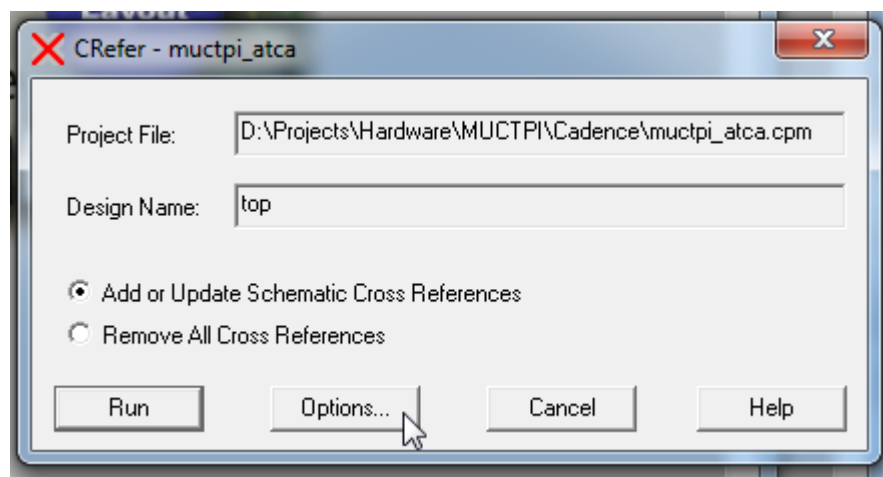 Layout
CRefer - muctpi_atca
Project File:
D:\Projects\Hardware\MUCTPI\Cadence\muctpi_atca.cpm
Design Name:
top
Add or Update Schematic Cross References
Remove All Cross References
Run
Options...
Cancel
Help